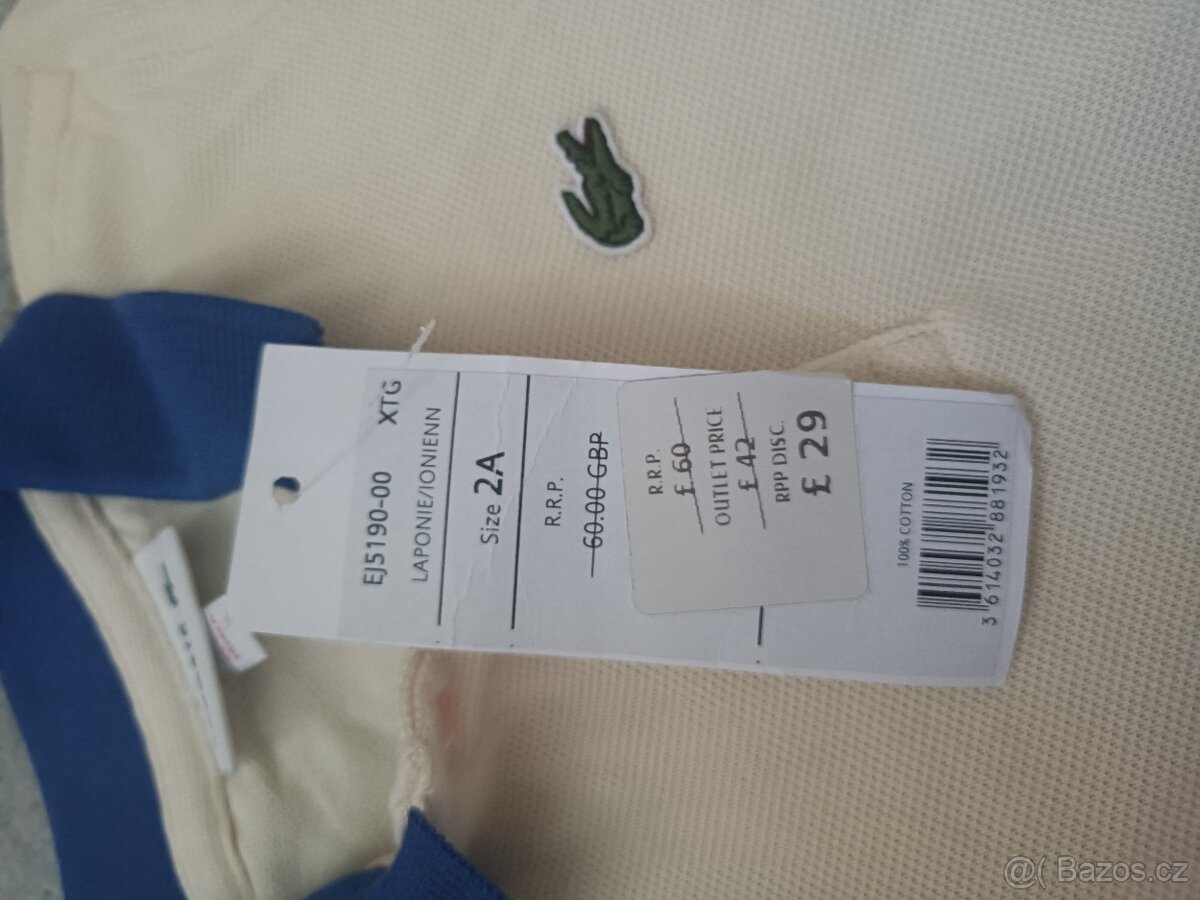 EJ5190-00 XTG
LAPONIE/IONIENN
Size 2A
R.R.P.
60.00 GBP
R.R.P.
£ 60
OUTLET PRICE
£ 42
RPP DISC.
£ 29
100% COTTON
3 614032 881932
@( Bazos.cz